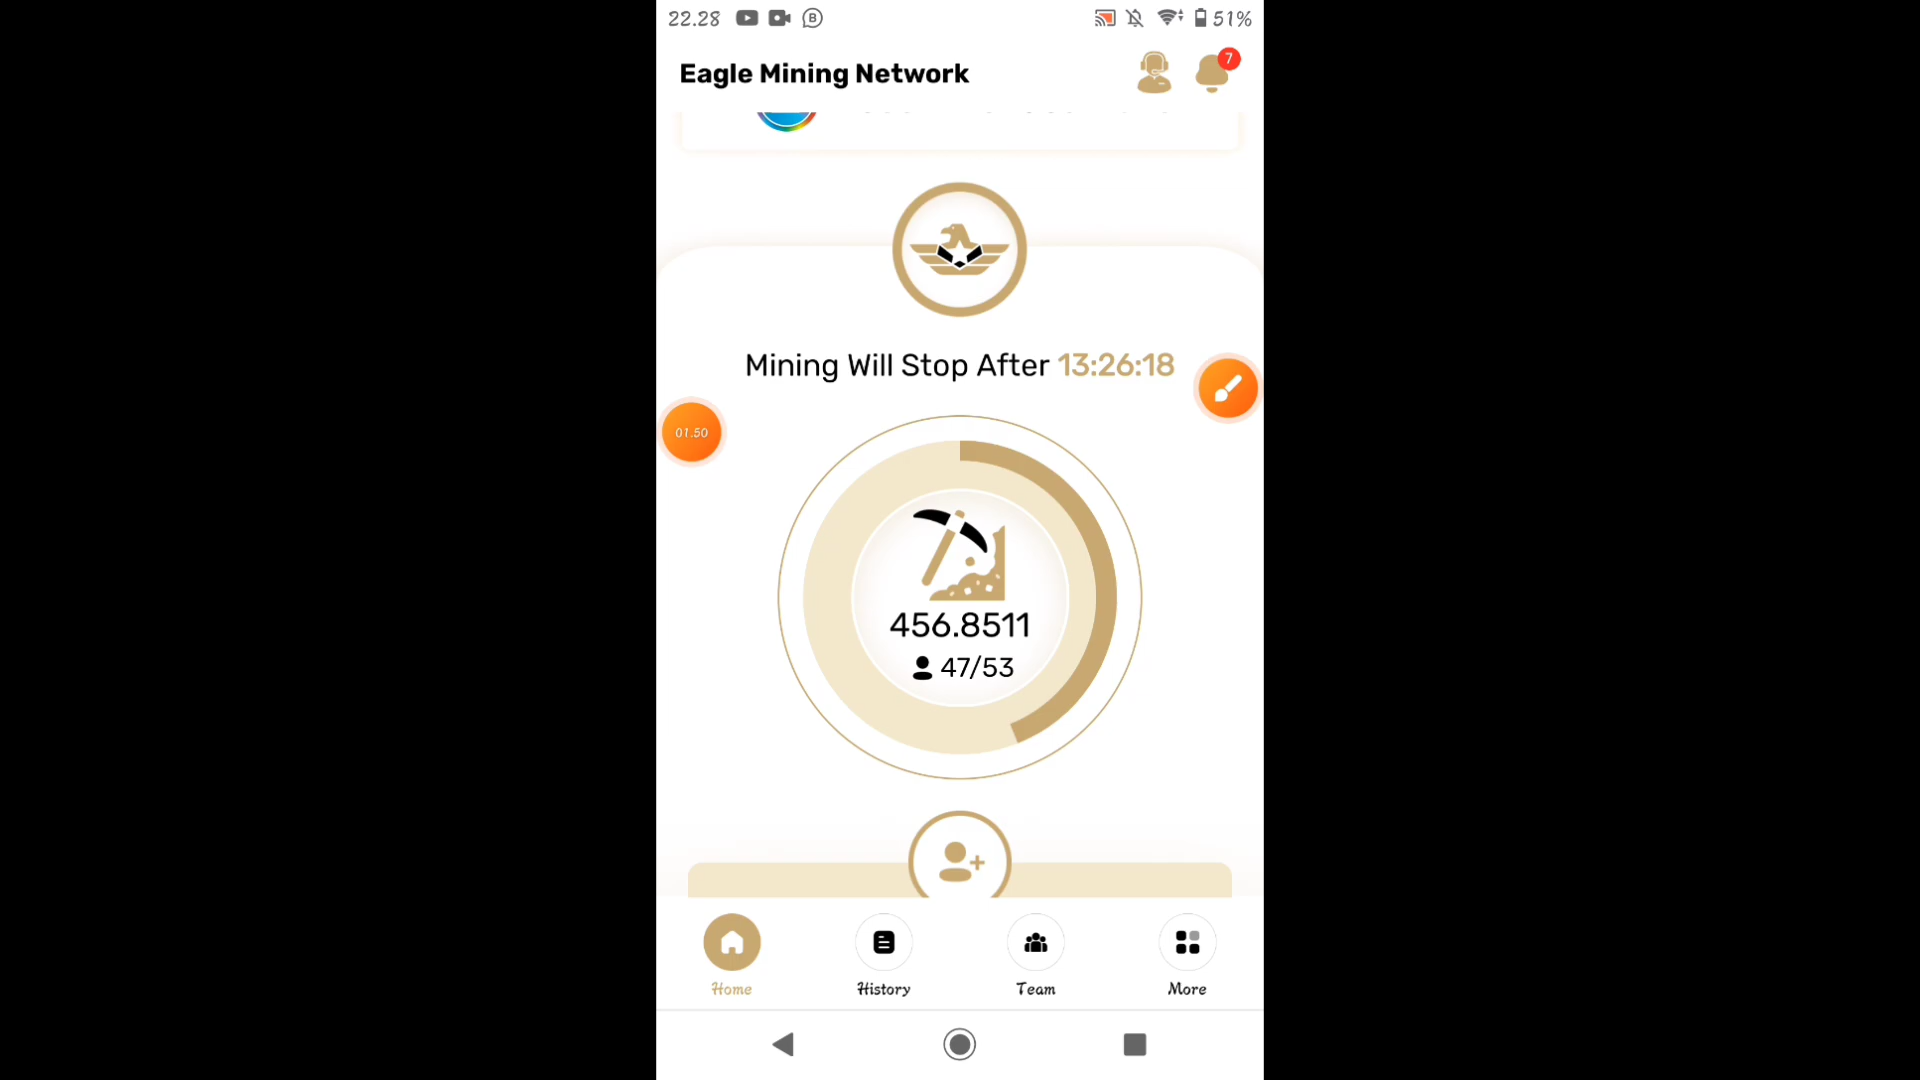 22.28
51%
Eagle Mining Network
7
Mining Will Stop After 13:26:18
01.50
456.8511
47/53
Home
History
Team
More